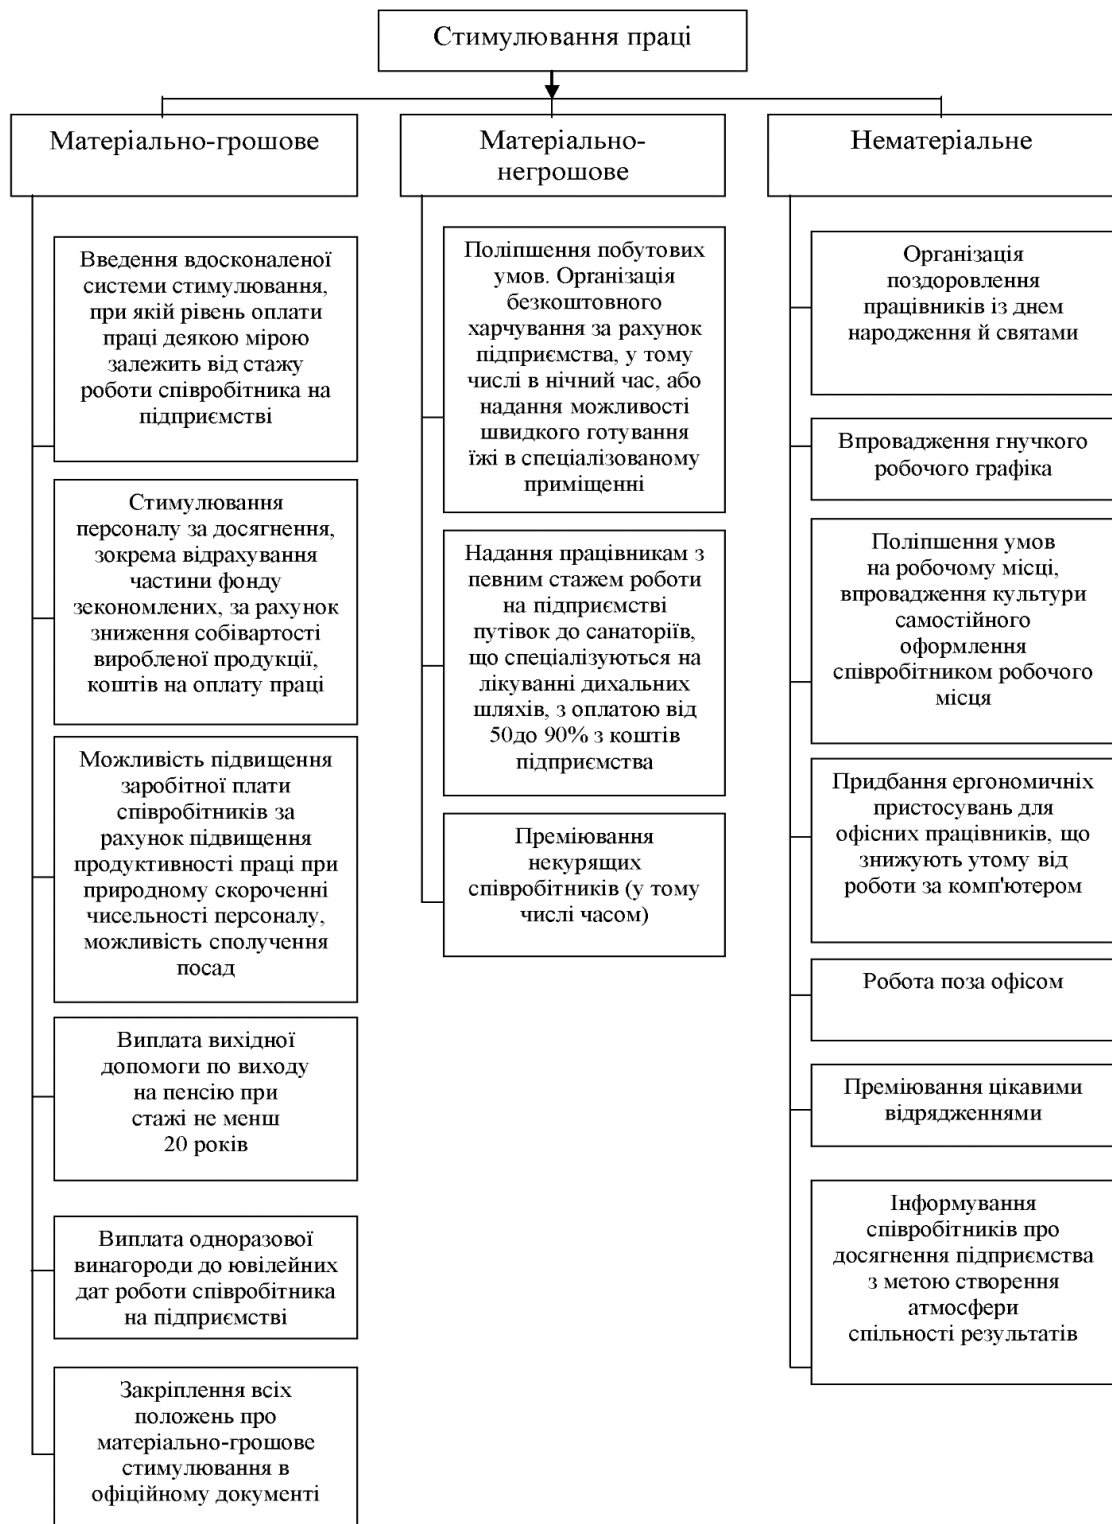 Стимулювання праці
Матеріально-грошове
Введення вдосконаленої
системи стимулювання,
при якій рівень оплати
праці деякою мірою
залежить від стажу
роботи співробітника на
підприємстві
Стимулювання
персоналу за досягнення,
зокрема відрахування
частини фонду
зекономлених, за рахунок
зниження собівартості
виробленої продукції,
коштів на оплату праці
Можливість підвищення
заробітної плати
співробітників за
рахунок підвищення
продуктивності праці при
природному скороченні
чисельності персоналу,
можливість сполучення
посад
Виплата вихідної
допомоги по виходу
на пенсію при
стажі не менш
20 років
Виплата одноразової
винагороди до ювілейних
дат роботи співробітника
на підприємстві
Закріплення всіх
положень про
матеріально-грошове
стимулювання в
офіційному документі
Матеріально-
негрошове
Поліпшення побутових
умов. Організація
безкоштовного
харчування за рахунок
підприємства, у тому
числі в нічний час, або
надання можливості
швидкого готування
їжі в спеціалізованому
приміщенні
Надання працівникам з
певним стажем роботи
на підприємстві
путівок до санаторіїв,
що спеціалізуються на
лікуванні дихальних
шляхів, з оплатою від
50до 90% з коштів
підприємства
Преміювання
некурящих
співробітників (у тому
числі часом)
Нематеріальне
Організація
поздоровлення
працівників із днем
народження й святами
Впровадження гнучкого
робочого графіка
Поліпшення умов
на робочому місці,
впровадження культури
самостійного
оформлення
співробітником робочого
місця
Придбання ергономичніх
пристосувань для
офісних працівників, що
знижують утому від
роботи за комп'ютером
Робота поза офісом
Преміювання цікавими
відрядженнями
Інформування
співробітників про
досягнення підприємства
з метою створення
атмосфери
спільності результатів